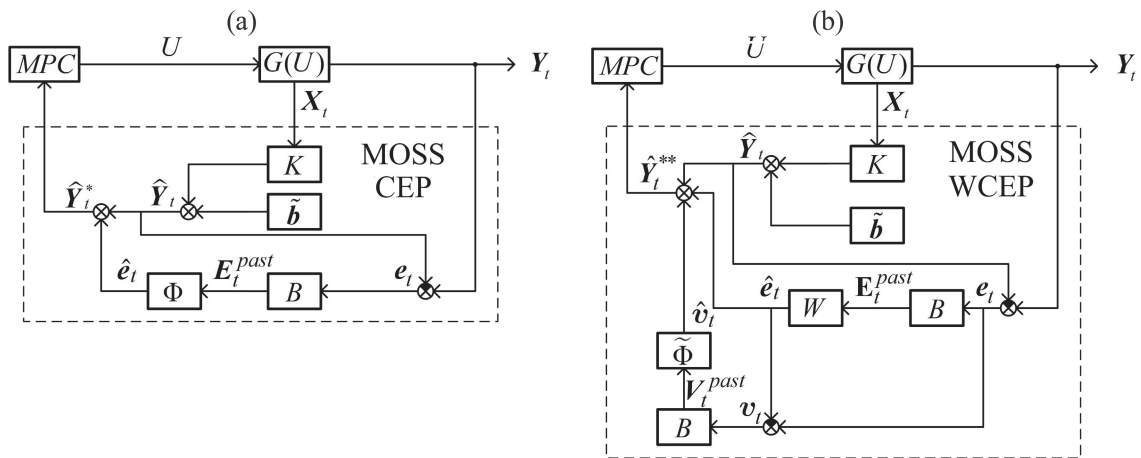 (a)
MPC
U
G(U)
Y_t
X_t
MOSS
CEP
K
Ŷ*_t
Ŷ_t
b̃
ê_t
E_t^past
e_t
Φ
B
(b)
MPC
U
G(U)
Y_t
X_t
MOSS
WCEP
K
Ŷ_t
Ŷ**_t
b̃
ê_t
E_t^past
e_t
W
B
v̂_t
Φ̃
V_t^past
v_t
B